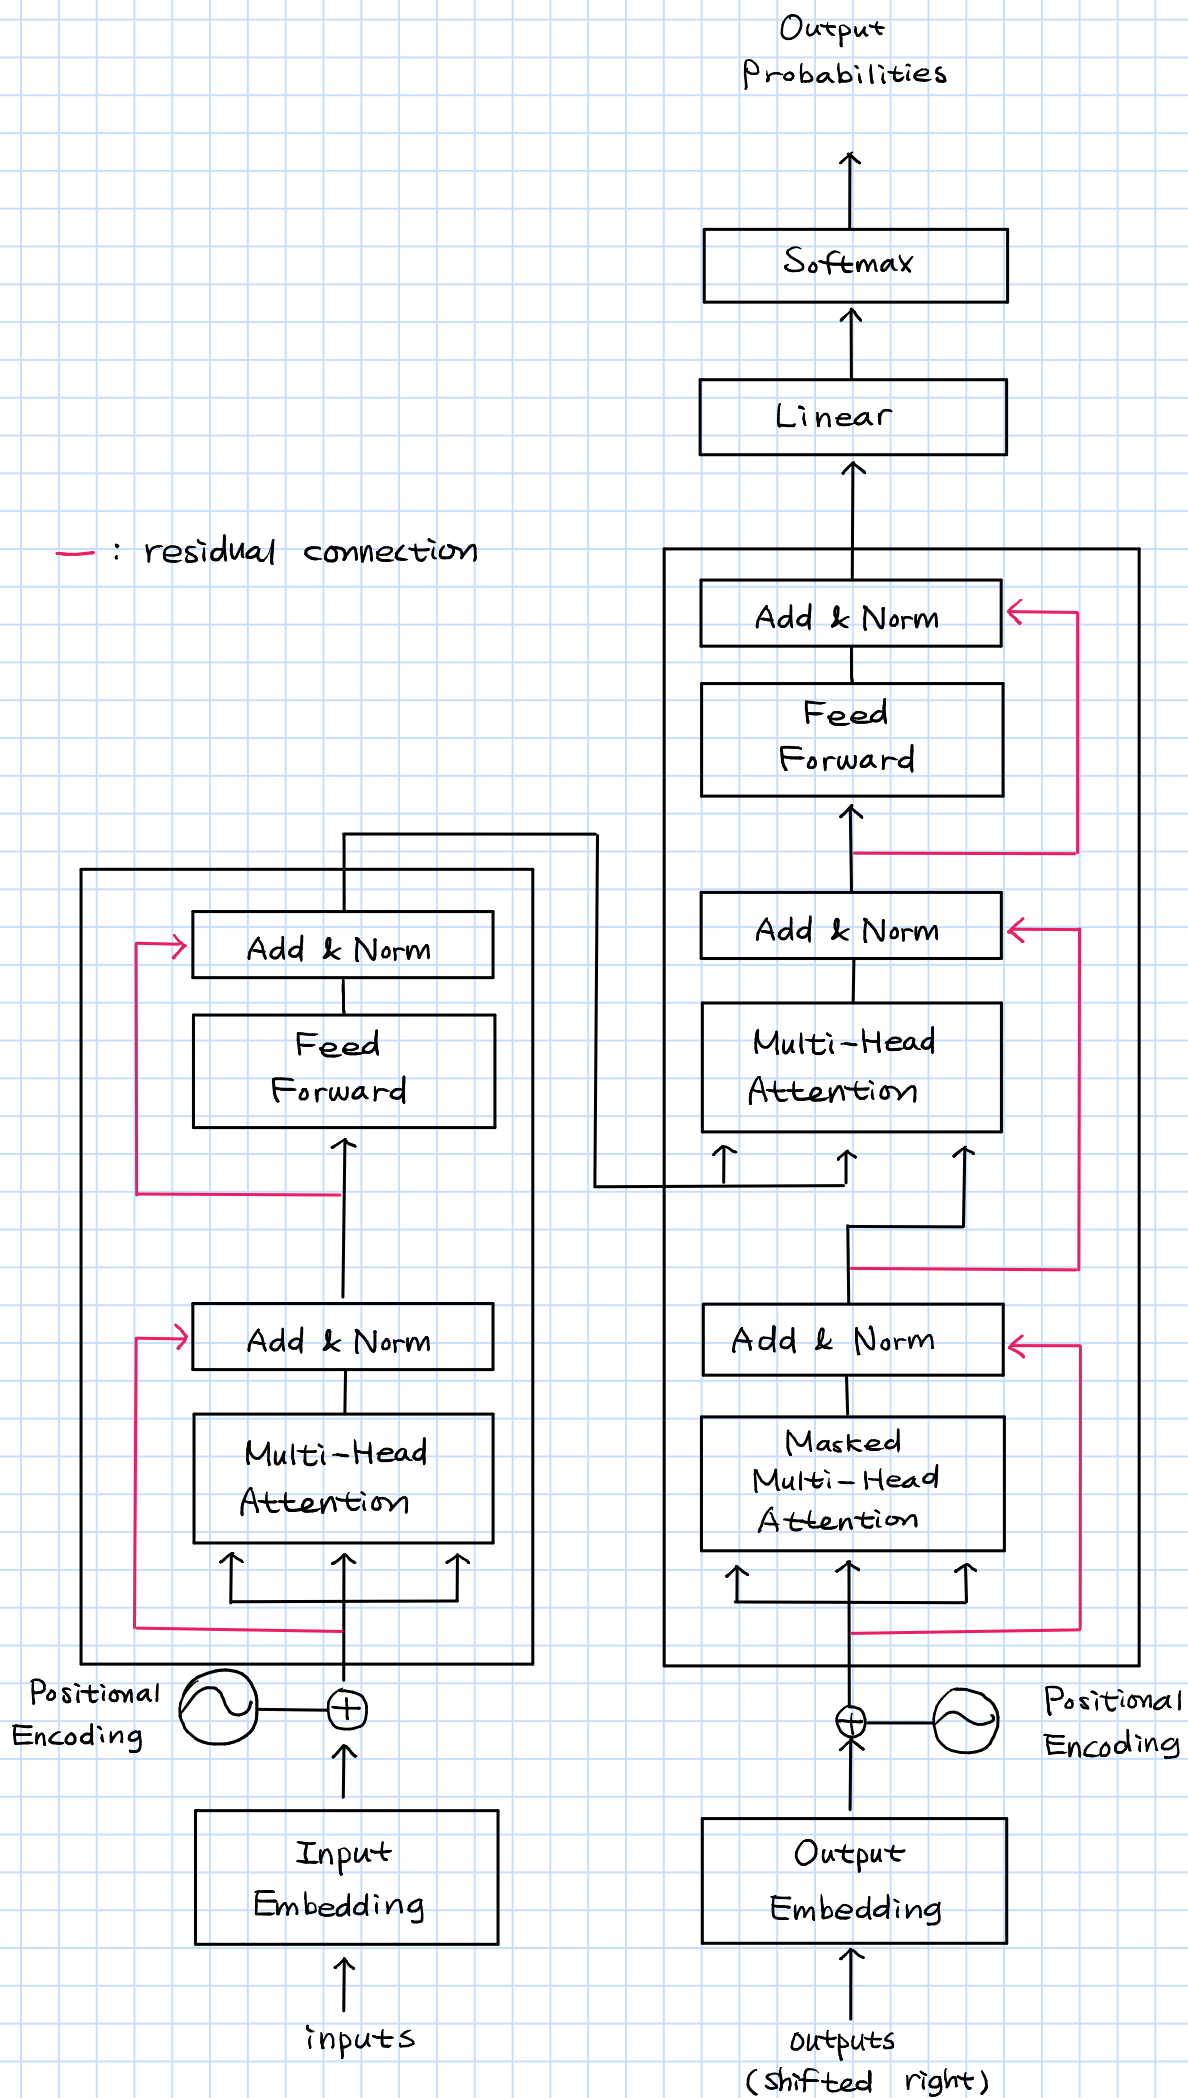 Output
Probabilities
Softmax
Linear
— : residual connection
Add & Norm
Feed
Forward
Add & Norm
Multi-Head
Attention
Add & Norm
Masked
Multi-Head
Attention
Positional
Encoding
Output
Embedding
outputs
(shifted right)
Add & Norm
Feed
Forward
Add & Norm
Multi-Head
Attention
Positional
Encoding
Input
Embedding
inputs